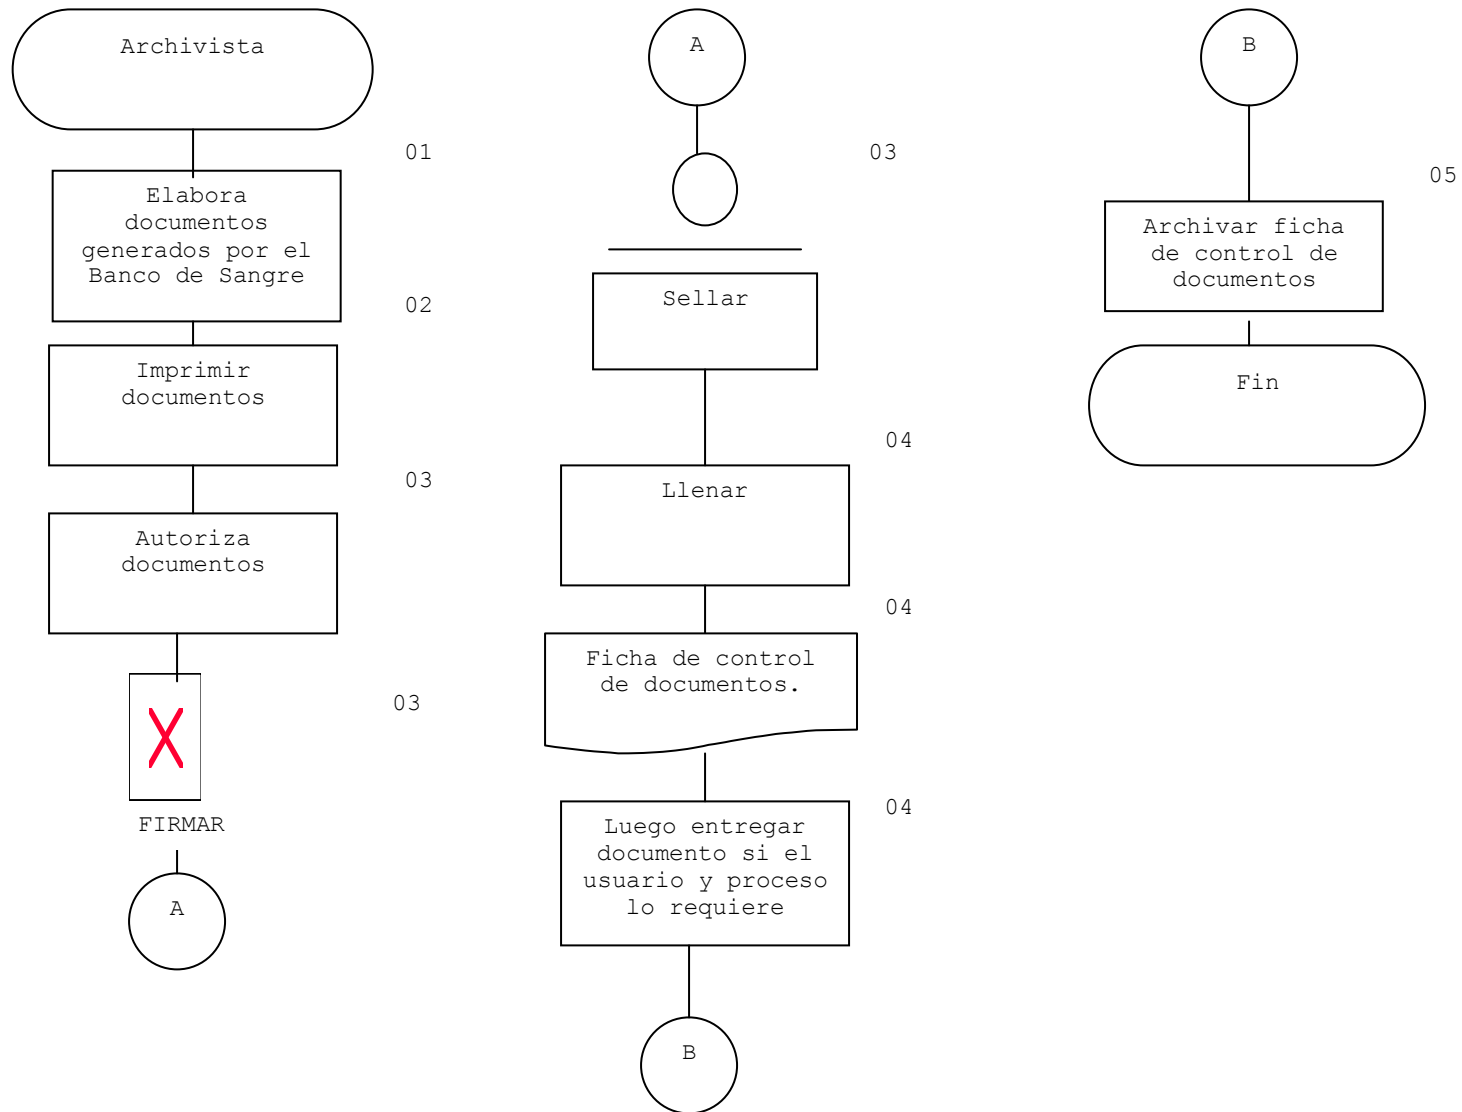 Archivista
01
Elabora
documentos
generados por el
Banco de Sangre
02
Imprimir
documentos
03
Autoriza
documentos
03
FIRMAR
A
A
03
Sellar
04
Llenar
04
Ficha de control
de documentos.
04
Luego entregar
documento si el
usuario y proceso
lo requiere
B
B
05
Archivar ficha
de control de
documentos
Fin